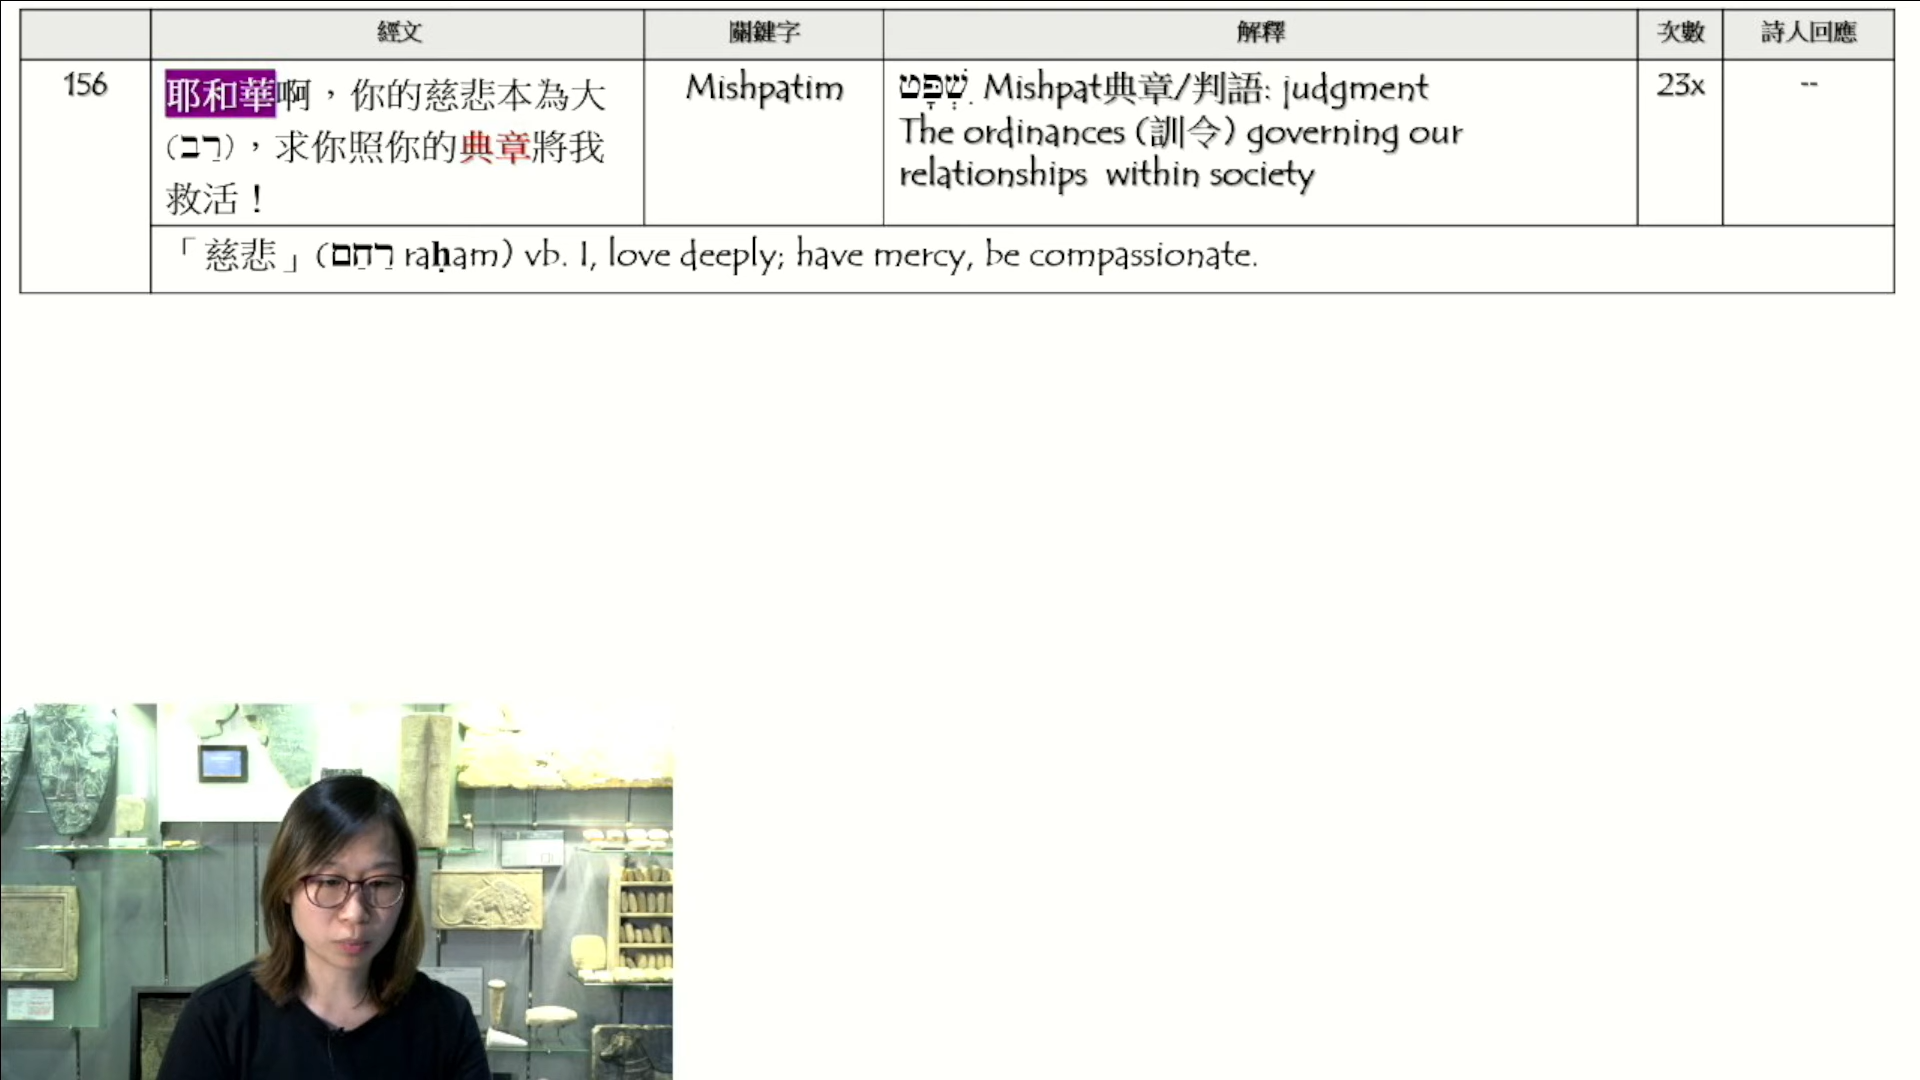 經文 關鍵字 解釋 次數 詩人回應
156
耶和華啊，你的慈悲本為大
(רַב)，求你照你的典章將我
救活！
Mishpatim
שְׁפָּט. Mishpat典章/判語: judgment
The ordinances (訓令) governing our
relationships within society
23x
--
「慈悲」(רַחַם raḥam) vb. I, love deeply; have mercy, be compassionate.